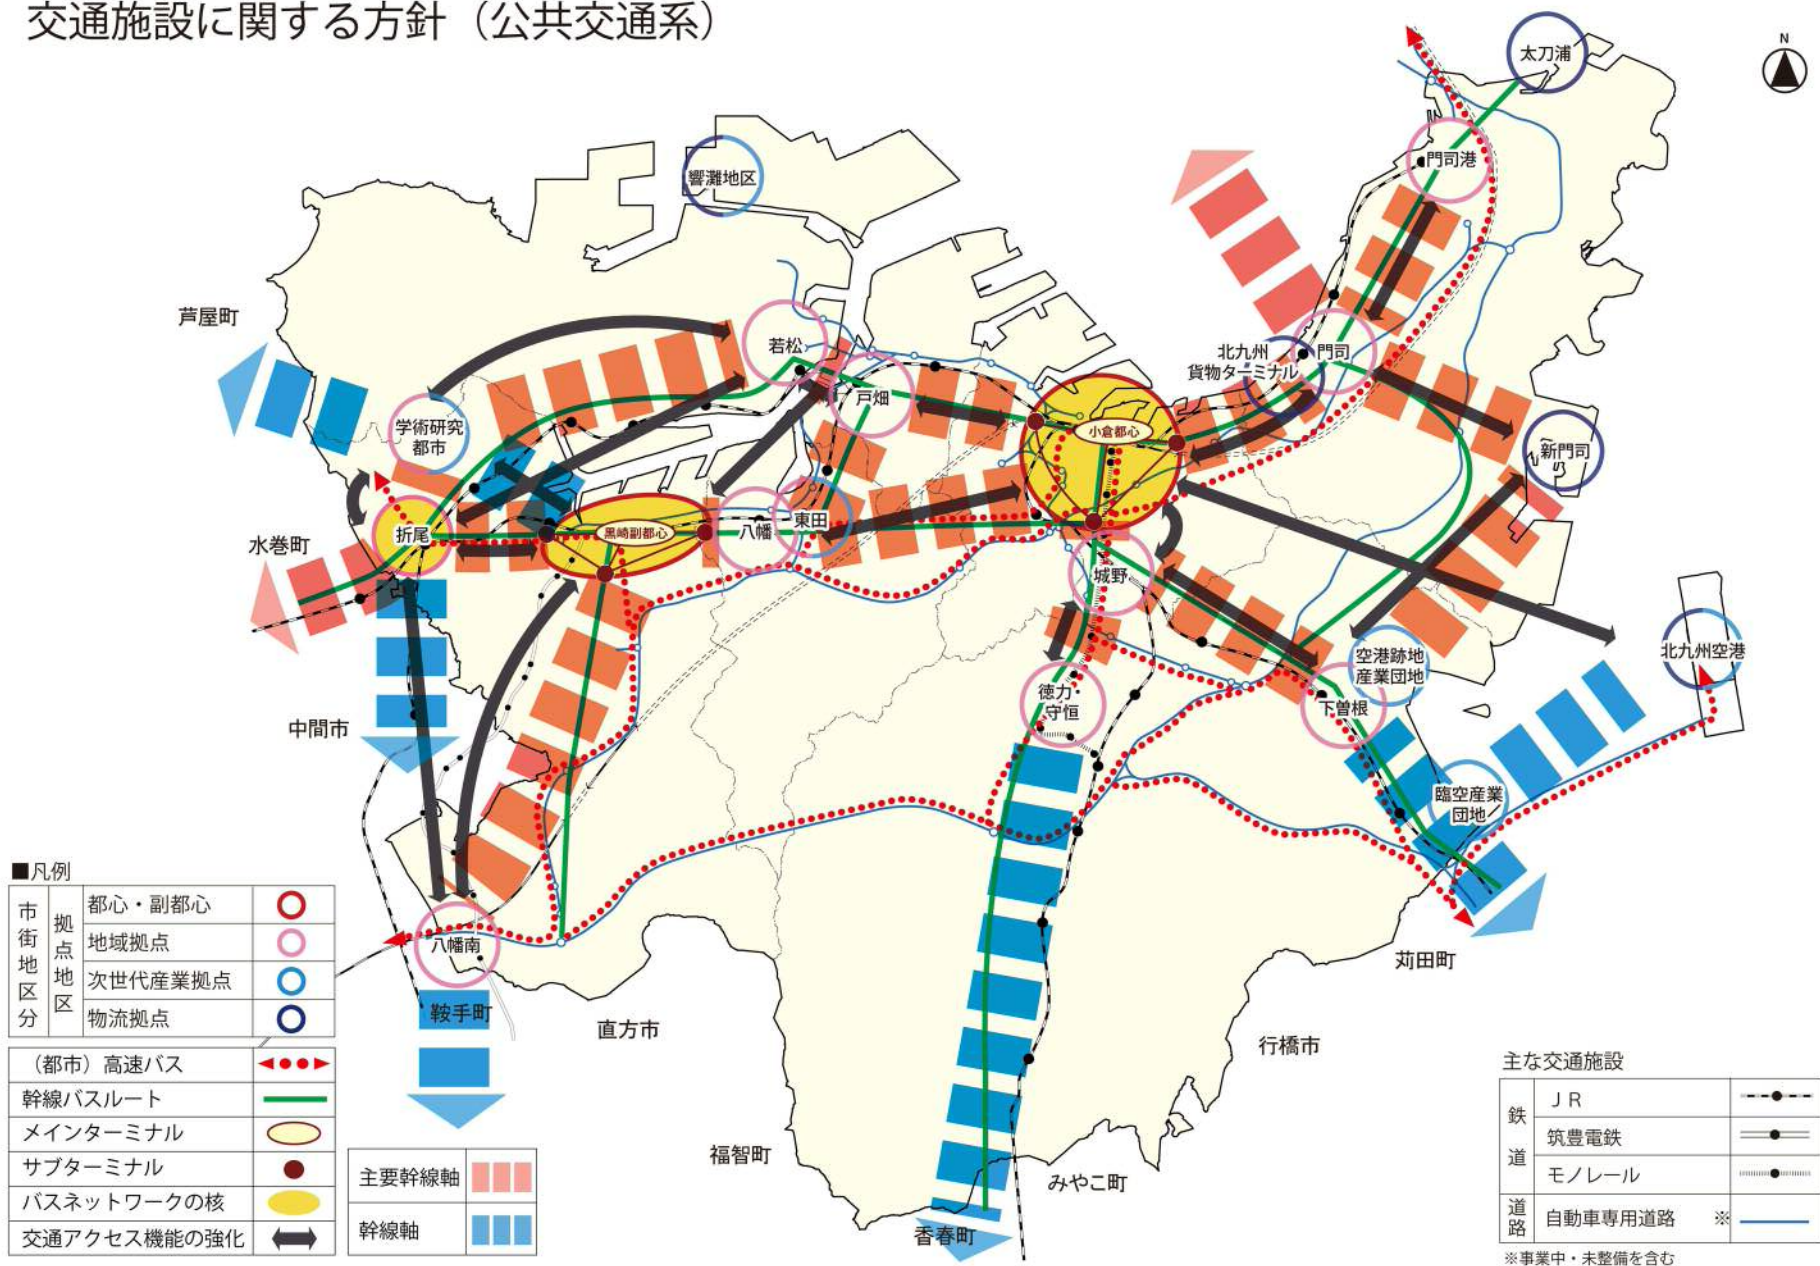 交通施設に関する方針（公共交通系）
N
太刀浦
門司港
響灘地区
芦屋町
若松
北九州
貨物ターミナル
門司
戸畑
小倉都心
学術研究
都市
新門司
折尾
黒崎副都心
八幡
東田
水巻町
城野
北九州空港
空港跡地
産業団地
徳力・
守恒
下曽根
中間市
臨空産業
団地
八幡南
苅田町
鞍手町
直方市
行橋市
福智町
みやこ町
香春町
■凡例
市街地区分
拠点地区
都心・副都心
地域拠点
次世代産業拠点
物流拠点
（都市）高速バス
幹線バスルート
メインターミナル
サブターミナル
バスネットワークの核
交通アクセス機能の強化
主要幹線軸
幹線軸
主な交通施設
鉄道
ＪＲ
筑豊電鉄
モノレール
道路
自動車専用道路 ※
※事業中・未整備を含む